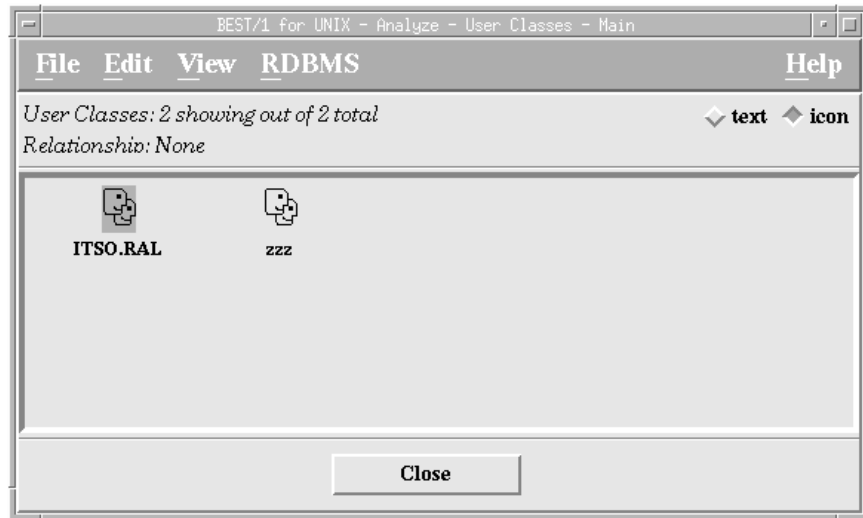 BEST/1 for UNIX - Analyze - User Classes - Main
File Edit View RDBMS Help
User Classes: 2 showing out of 2 total
text icon
Relationship: None
ITSO.RAL zzz
Close